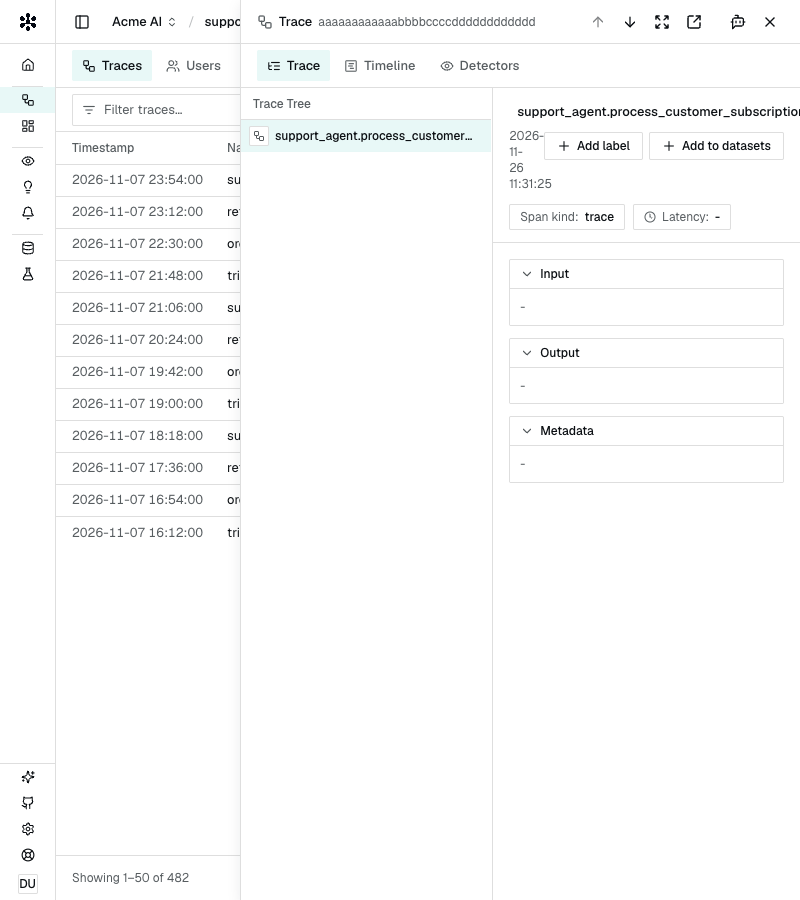 Acme AI / suppo
Trace aaaaaaaaaaaabbbbccccdddddddddddd
Traces Users
Trace Timeline Detectors
Filter traces...
Trace Tree
support_agent.process_customer...
Timestamp Na
2026-11-07 23:54:00 su
2026-11-07 23:12:00 ret
2026-11-07 22:30:00 ord
2026-11-07 21:48:00 tri
2026-11-07 21:06:00 su
2026-11-07 20:24:00 ret
2026-11-07 19:42:00 ord
2026-11-07 19:00:00 tri
2026-11-07 18:18:00 su
2026-11-07 17:36:00 ret
2026-11-07 16:54:00 ord
2026-11-07 16:12:00 tri
Showing 1–50 of 482
DU
support_agent.process_customer_subscription
2026-
11-
26
11:31:25
Add label Add to datasets
Span kind: trace Latency: -
Input
-
Output
-
Metadata
-